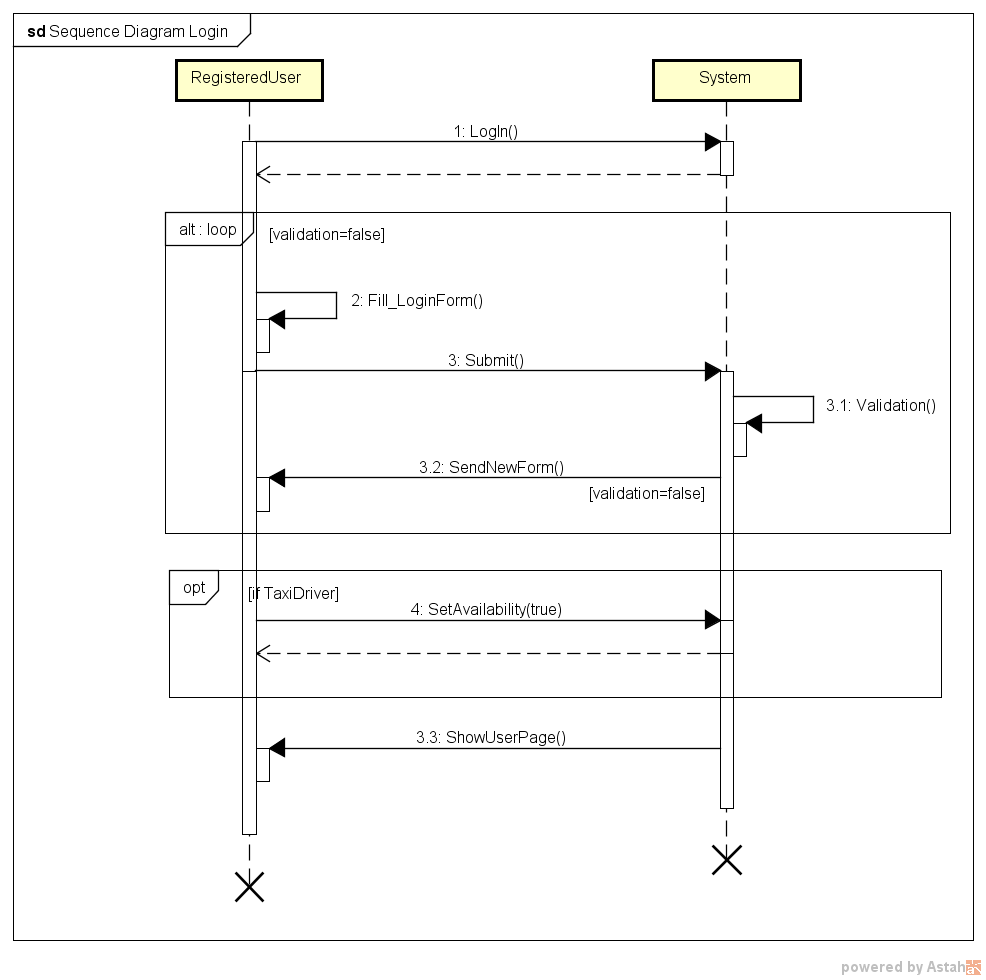 sd Sequence Diagram Login
RegisteredUser
System
1: LogIn()
alt : loop
[validation=false]
2: Fill_LoginForm()
3: Submit()
3.1: Validation()
3.2: SendNewForm()
[validation=false]
opt
[if TaxiDriver]
4: SetAvailability(true)
3.3: ShowUserPage()
powered by Astah